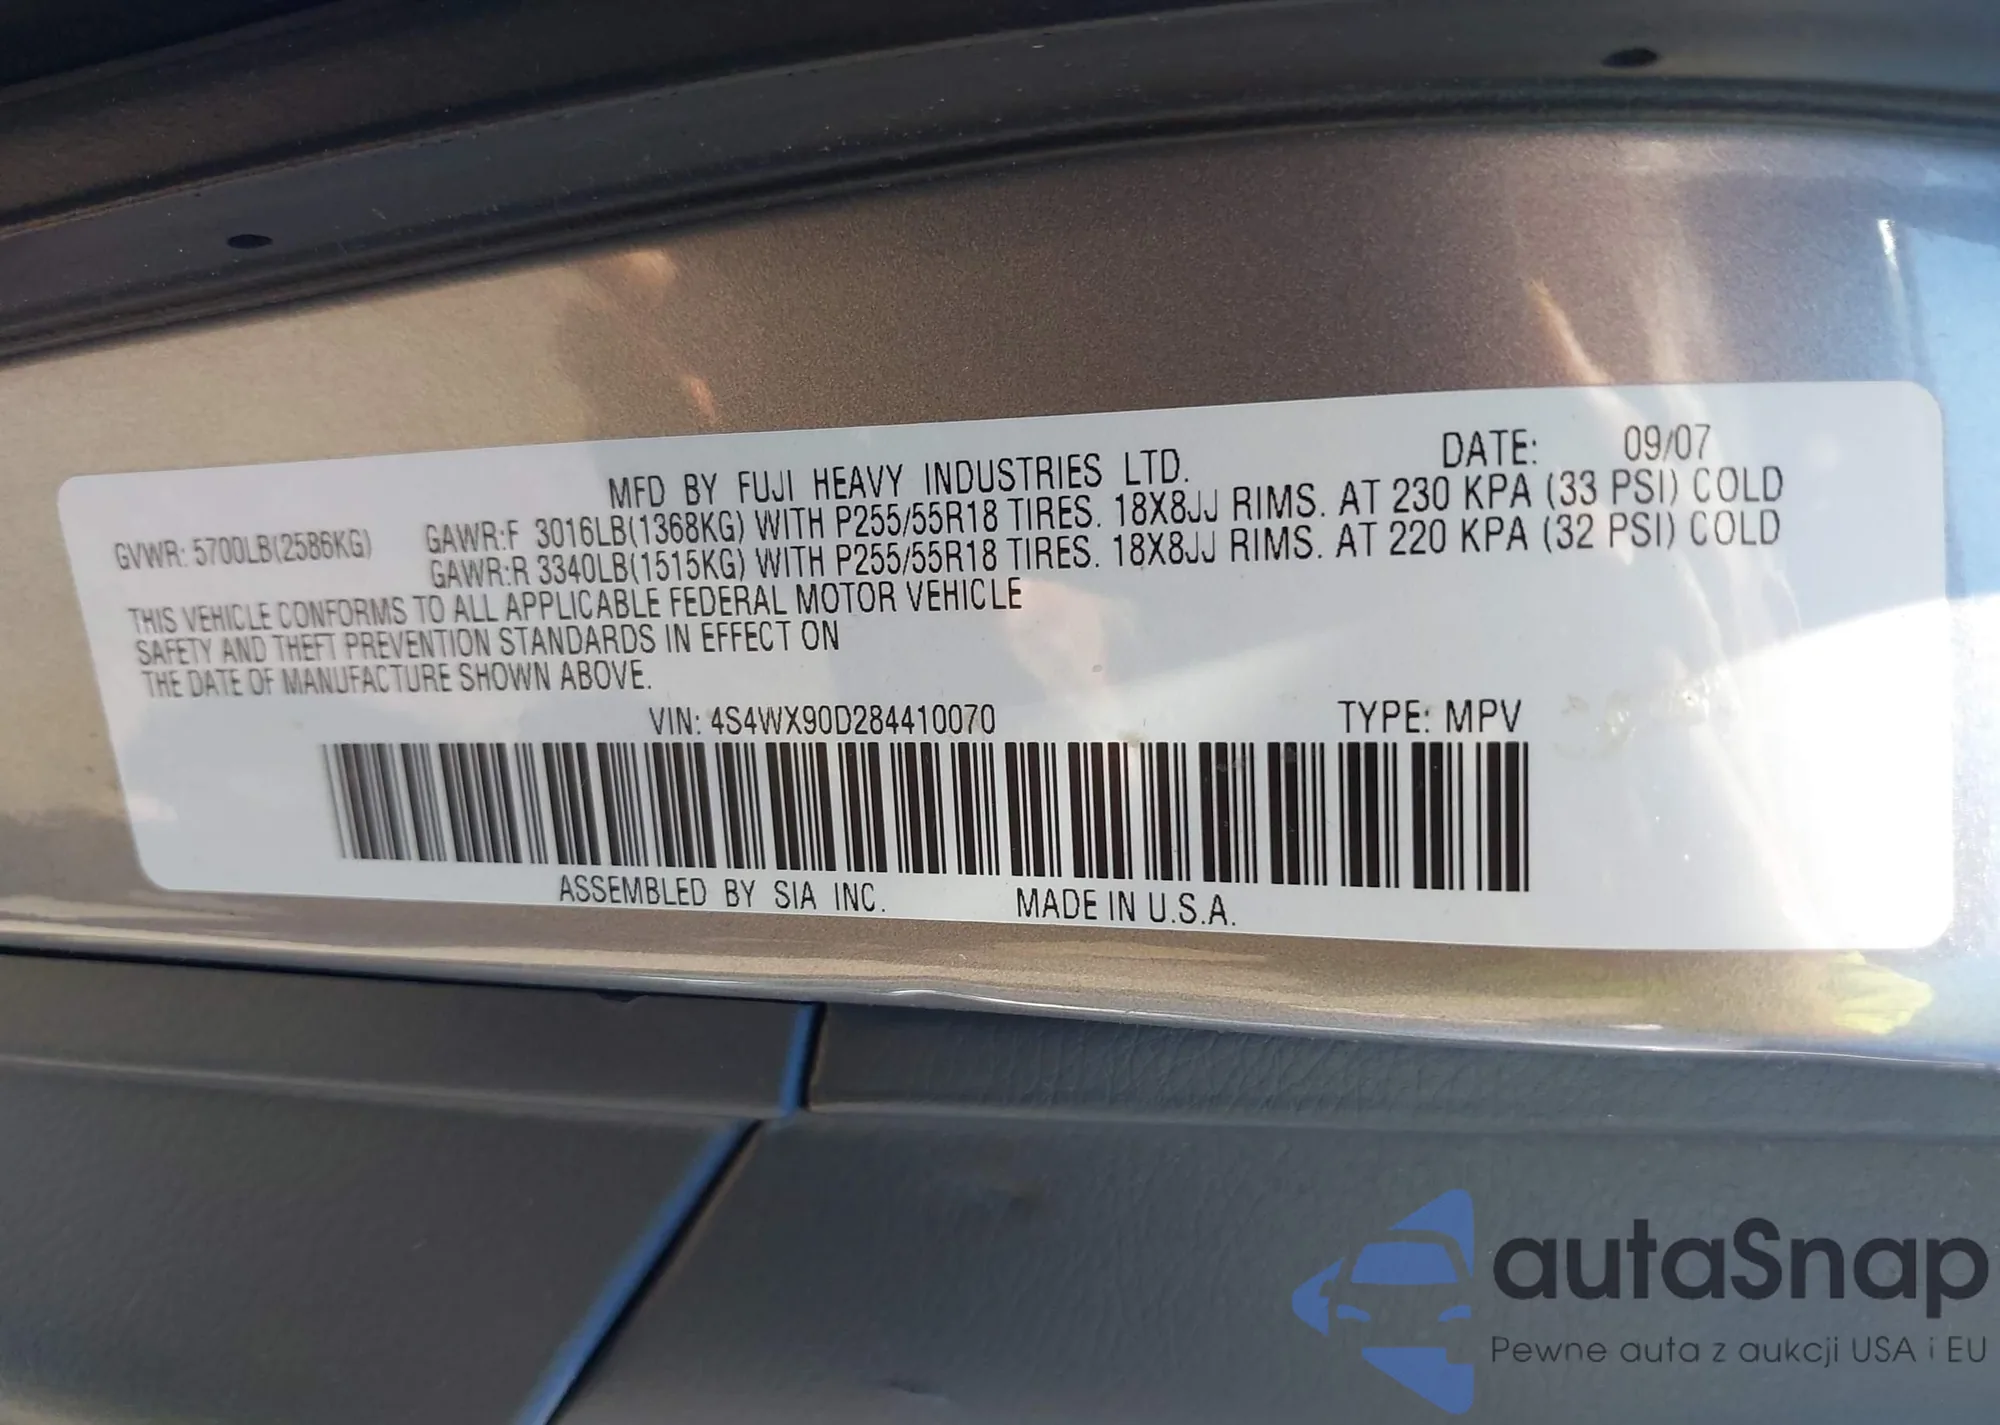 MFD BY FUJI HEAVY INDUSTRIES LTD. DATE: 09/07
GVWR: 5700LB(2586KG) GAWR:F 3016LB(1368KG) WITH P255/55R18 TIRES. 18X8JJ RIMS. AT 230 KPA (33 PSI) COLD
GAWR:R 3340LB(1515KG) WITH P255/55R18 TIRES. 18X8JJ RIMS. AT 220 KPA (32 PSI) COLD
THIS VEHICLE CONFORMS TO ALL APPLICABLE FEDERAL MOTOR VEHICLE
SAFETY AND THEFT PREVENTION STANDARDS IN EFFECT ON
THE DATE OF MANUFACTURE SHOWN ABOVE.
VIN: 4S4WX90D284410070 TYPE: MPV
ASSEMBLED BY SIA INC. MADE IN U.S.A.
autaSnap
Pewne auta z aukcji USA i EU